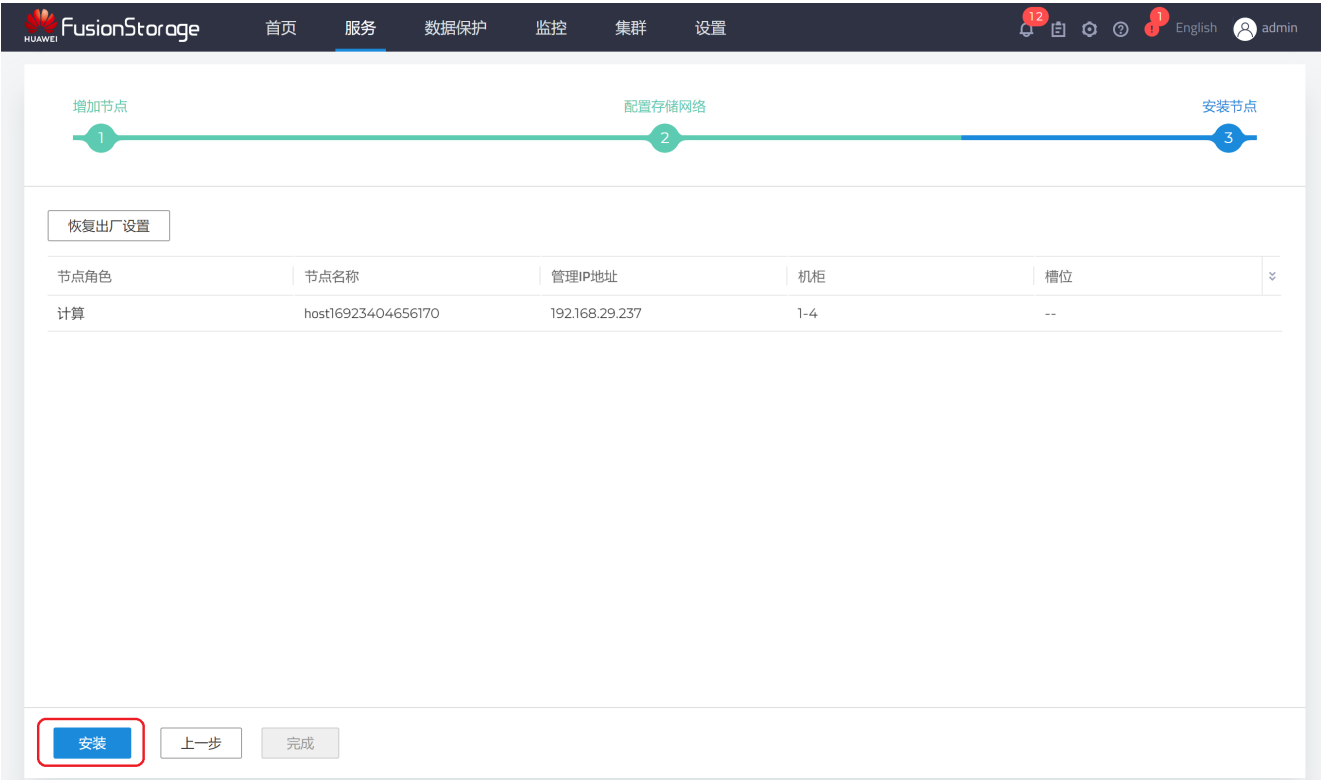 HUAWEI FusionStorage 首页 服务 数据保护 监控 集群 设置 12 1 English admin
增加节点 配置存储网络 安装节点
1 2 3
恢复出厂设置
节点角色 节点名称 管理IP地址 机柜 槽位
计算 host16923404656170 192.168.29.237 1-4 --
安装 上一步 完成